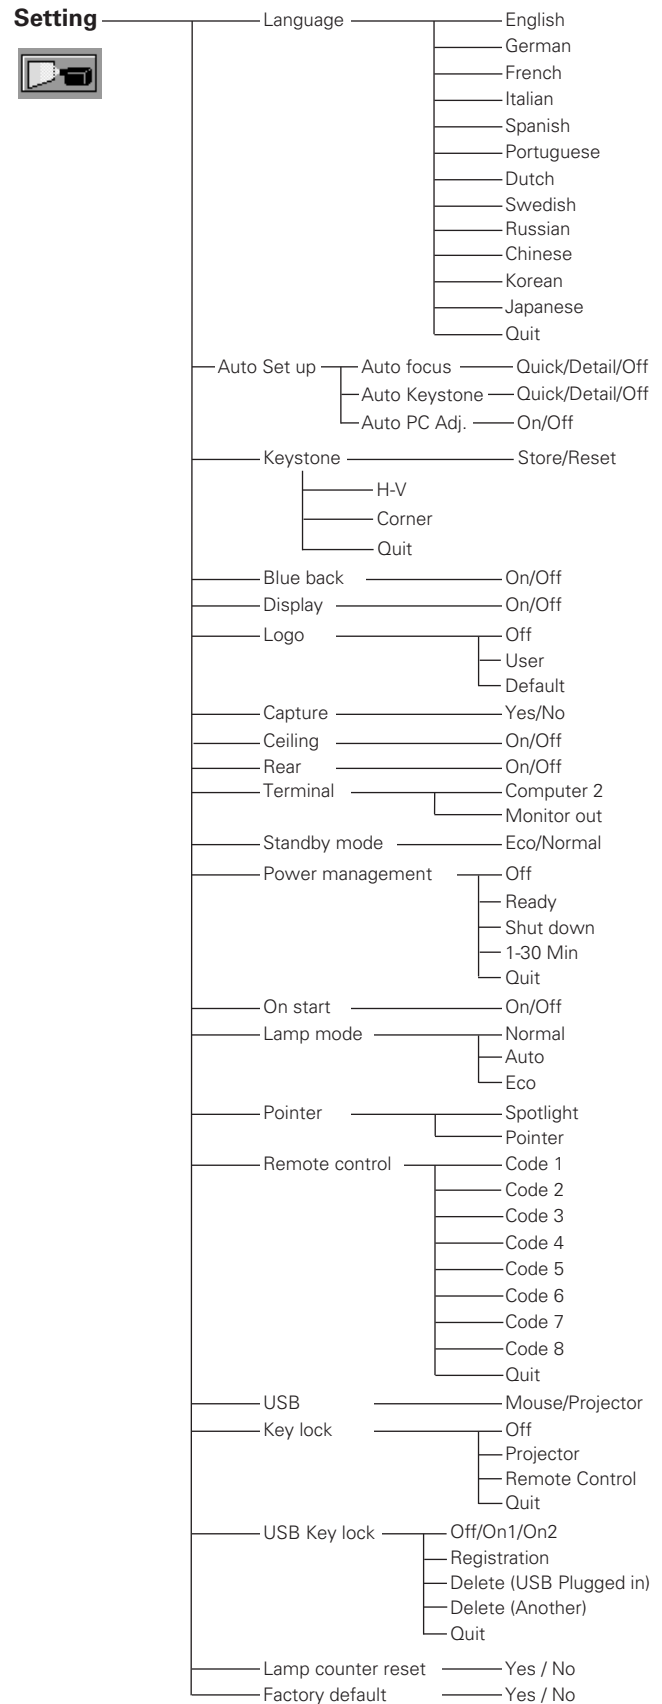 Setting Language English
German
French
Italian
Spanish
Portuguese
Dutch
Swedish
Russian
Chinese
Korean
Japanese
Quit
Auto Set up Auto focus Quick/Detail/Off
Auto Keystone Quick/Detail/Off
Auto PC Adj. On/Off
Keystone Store/Reset
H-V
Corner
Quit
Blue back On/Off
Display On/Off
Logo Off
User
Default
Capture Yes/No
Ceiling On/Off
Rear On/Off
Terminal Computer 2
Monitor out
Standby mode Eco/Normal
Power management Off
Ready
Shut down
1-30 Min
Quit
On start On/Off
Lamp mode Normal
Auto
Eco
Pointer Spotlight
Pointer
Remote control Code 1
Code 2
Code 3
Code 4
Code 5
Code 6
Code 7
Code 8
Quit
USB Mouse/Projector
Key lock Off
Projector
Remote Control
Quit
USB Key lock Off/On1/On2
Registration
Delete (USB Plugged in)
Delete (Another)
Quit
Lamp counter reset Yes / No
Factory default Yes / No